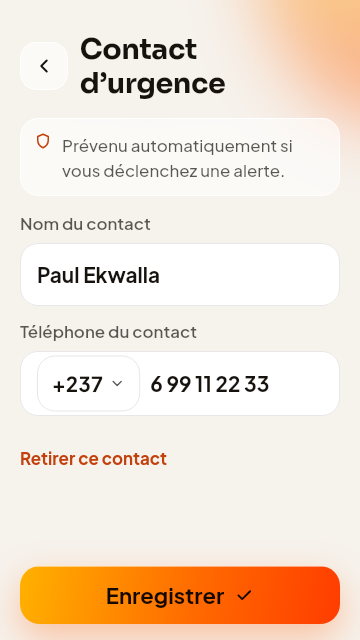 Contact
d’urgence
Prévenu automatiquement si
vous déclenchez une alerte.
Nom du contact
Paul Ekwalla
Téléphone du contact
+237 6 99 11 22 33
Retirer ce contact
Enregistrer